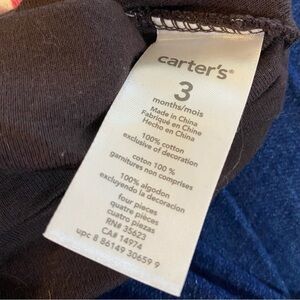 carter's®
3
months/mois
Made in China
Fabriqué en Chine
Hecho en China
100% cotton
exclusive of decoration
coton 100 %
garnitures non comprises
100% algodon
excluyendo la decoracion
four pieces
quatre pièces
cuatro piezas
RN# 35623
CA# 14974
upc 8 86149 30659 9